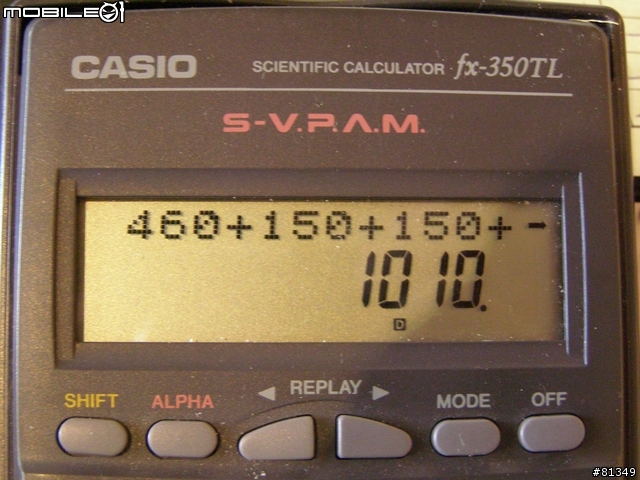 MOBILE01
CASIO
SCIENTIFIC CALCULATOR fx-350TL
S-V.P.A.M.
460+150+150+→
1010.
D
SHIFT ALPHA ◀ REPLAY ▶ MODE OFF
#81349